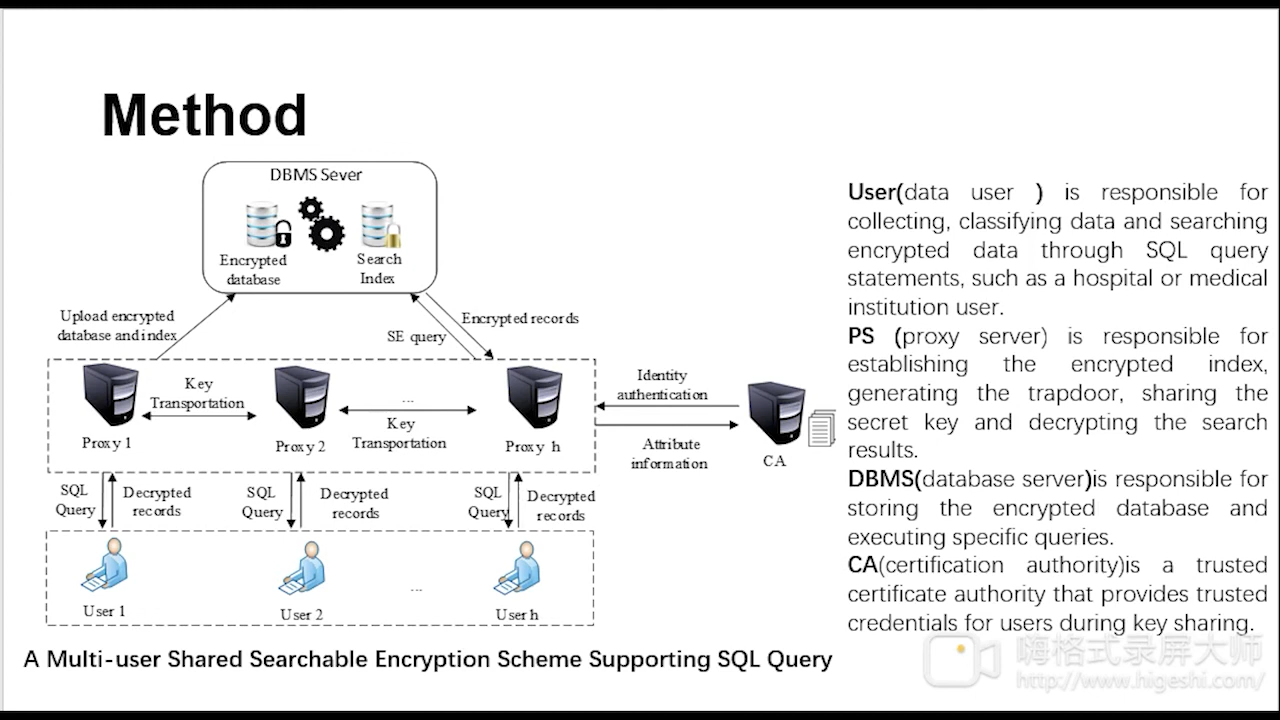 Method
DBMS Sever
Encrypted
database
Search
Index
Upload encrypted
database and index
Encrypted records
SE query
Key
Transportation
...
Key
Transportation
Proxy 1
Proxy 2
Proxy h
Identity
authentication
Attribute
information
CA
SQL
Query
Decrypted
records
SQL
Query
Decrypted
records
SQL
Query
Decrypted
records
User 1
User 2
...
User h
A Multi-user Shared Searchable Encryption Scheme Supporting SQL Query
User(data user ) is responsible for
collecting, classifying data and searching
encrypted data through SQL query
statements, such as a hospital or medical
institution user.
PS (proxy server) is responsible for
establishing the encrypted index,
generating the trapdoor, sharing the
secret key and decrypting the search
results.
DBMS(database server)is responsible for
storing the encrypted database and
executing specific queries.
CA(certification authority)is a trusted
certificate authority that provides trusted
credentials for users during key sharing.
嗨格式录屏大师
http://www.higeshi.com/